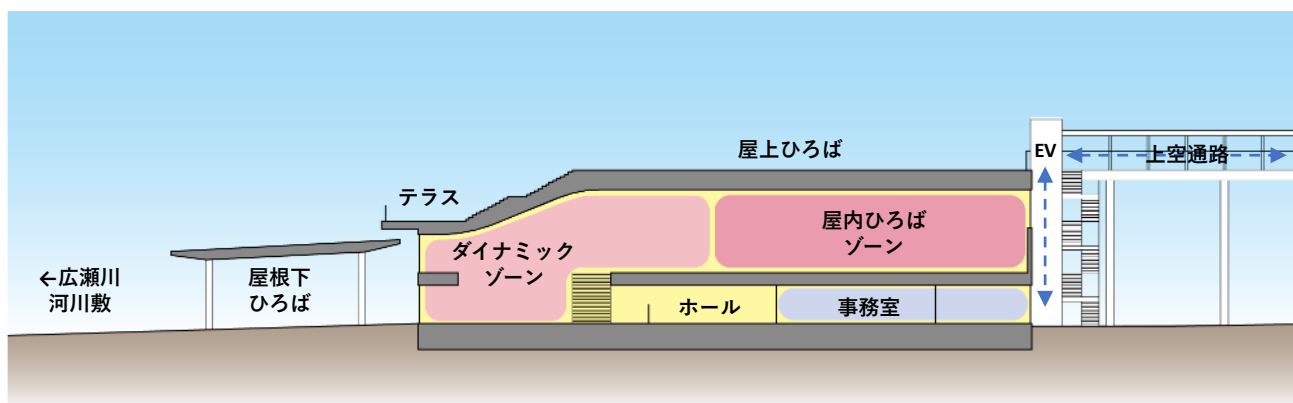 屋上ひろば
EV
上空通路
テラス
屋内ひろば
ゾーン
ダイナミック
ゾーン
←広瀬川
河川敷
屋根下
ひろば
ホール
事務室